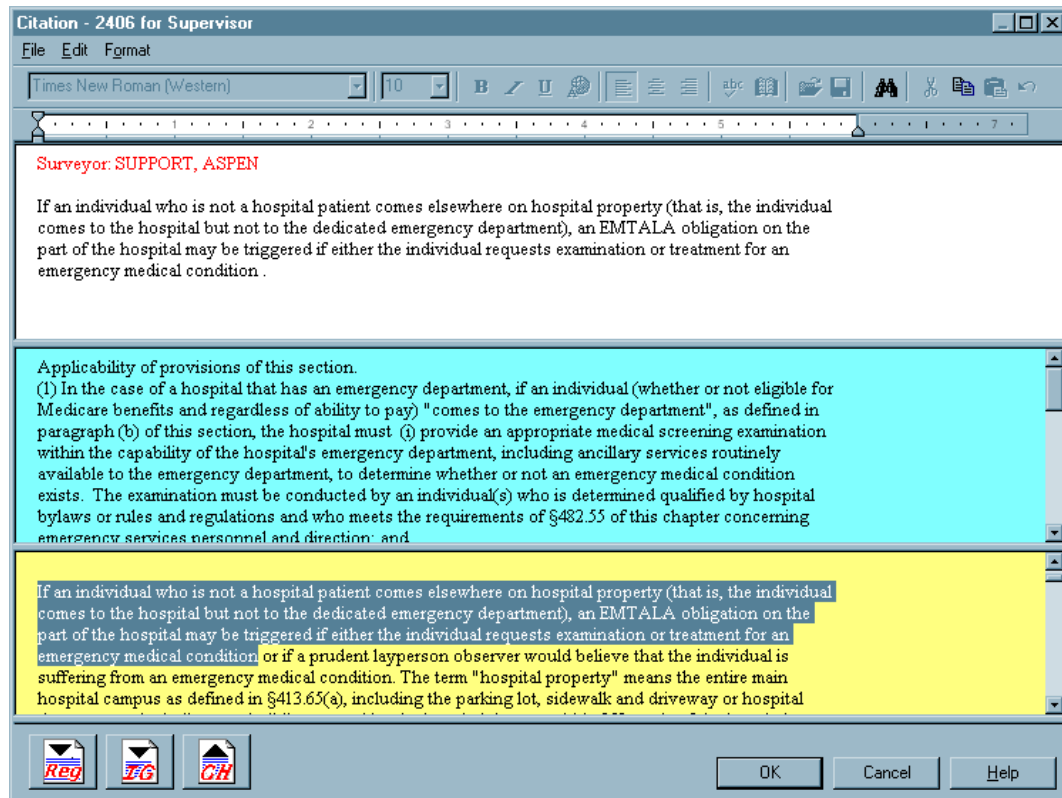 Citation - 2406 for Supervisor
File Edit Format
Times New Roman (Western) 10 B I U abc
1 2 3 4 5 7
Surveyor: SUPPORT, ASPEN
If an individual who is not a hospital patient comes elsewhere on hospital property (that is, the individual
comes to the hospital but not to the dedicated emergency department), an EMTALA obligation on the
part of the hospital may be triggered if either the individual requests examination or treatment for an
emergency medical condition .
Applicability of provisions of this section.
(1) In the case of a hospital that has an emergency department, if an individual (whether or not eligible for
Medicare benefits and regardless of ability to pay) "comes to the emergency department", as defined in
paragraph (b) of this section, the hospital must (i) provide an appropriate medical screening examination
within the capability of the hospital's emergency department, including ancillary services routinely
available to the emergency department, to determine whether or not an emergency medical condition
exists. The examination must be conducted by an individual(s) who is determined qualified by hospital
bylaws or rules and regulations and who meets the requirements of §482.55 of this chapter concerning
emergency services personnel and direction; and
If an individual who is not a hospital patient comes elsewhere on hospital property (that is, the individual
comes to the hospital but not to the dedicated emergency department), an EMTALA obligation on the
part of the hospital may be triggered if either the individual requests examination or treatment for an
emergency medical condition or if a prudent layperson observer would believe that the individual is
suffering from an emergency medical condition. The term "hospital property" means the entire main
hospital campus as defined in §413.65(a), including the parking lot, sidewalk and driveway or hospital
Reg IG CH OK Cancel Help